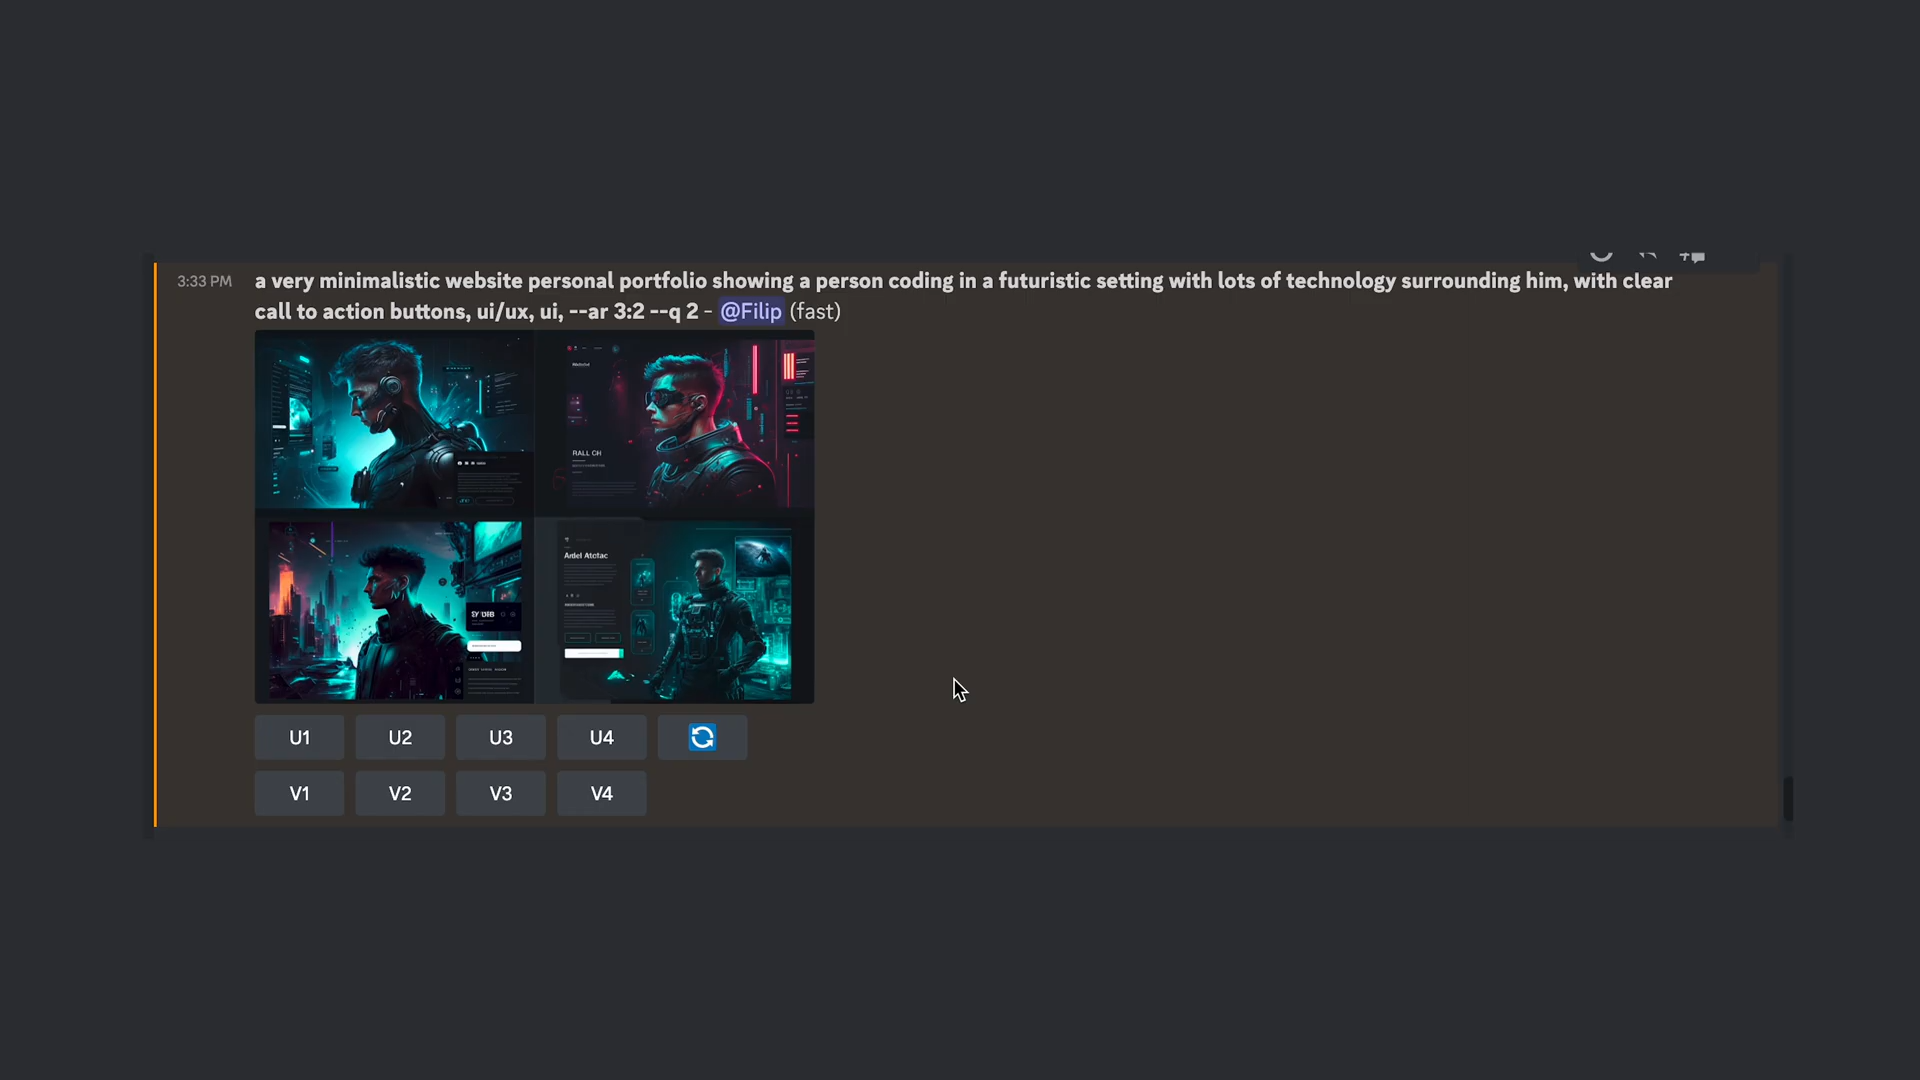 3:33 PM
a very minimalistic website personal portfolio showing a person coding in a futuristic setting with lots of technology surrounding him, with clear
call to action buttons, ui/ux, ui, --ar 3:2 --q 2 - @Filip (fast)
RALL CH
Ardel Atotac
U1 U2 U3 U4
V1 V2 V3 V4